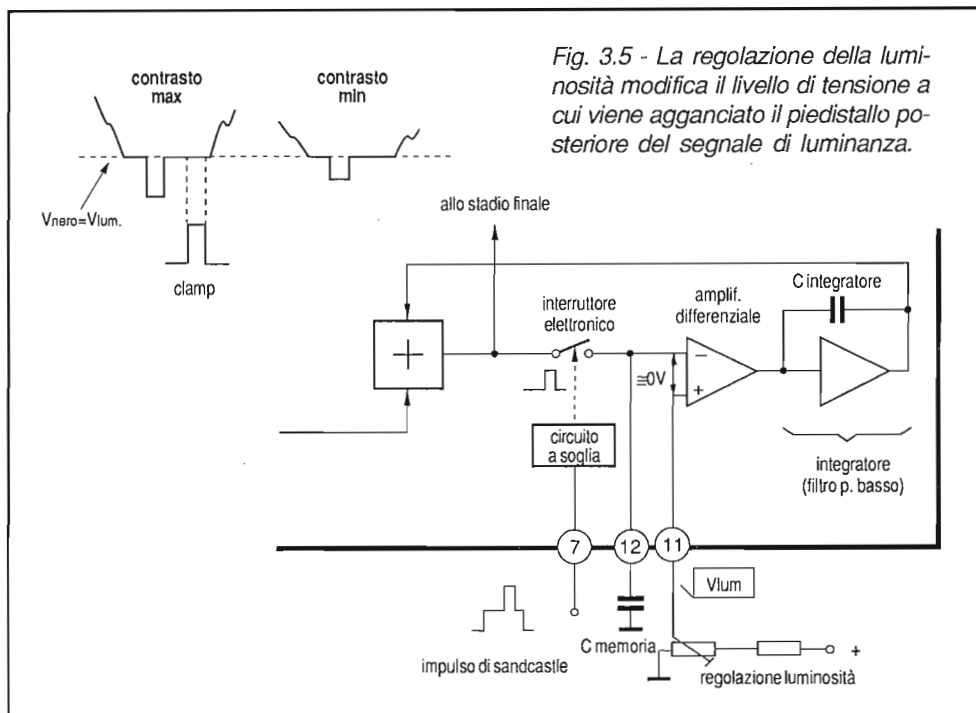 Fig. 3.5 - La regolazione della lumi-
nosità modifica il livello di tensione a
cui viene agganciato il piedistallo po-
steriore del segnale di luminanza.
contrasto
max
contrasto
min
Vnero=Vlum.
clamp
allo stadio finale
interruttore
elettronico
amplif.
differenziale
C integratore
+
−
+
≅0V
circuito
a soglia
integratore
(filtro p. basso)
7
12
11
Vlum
C memoria
+
impulso di sandcastle
regolazione luminosità